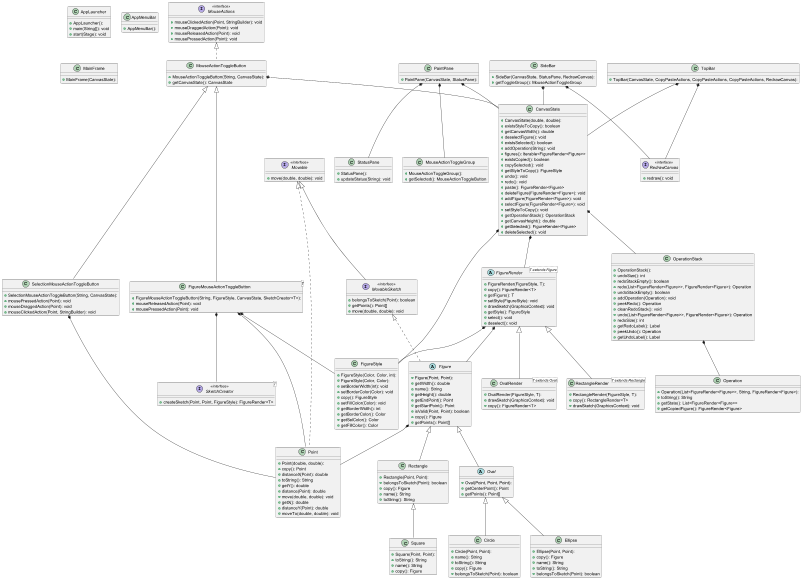 AppLauncher
AppLauncher():
main(String[]): void
start(Stage): void
AppMenuBar
AppMenuBar():
«interface»
MouseActions
mouseClickedAction(Point, StringBuilder): void
mouseDraggedAction(Point): void
mouseReleasedAction(Point): void
mousePressedAction(Point): void
MainFrame
MainFrame(CanvasState):
MouseActionToggleButton
MouseActionToggleButton(String, CanvasState):
getCanvasState(): CanvasState
PaintPane
PaintPane(CanvasState, StatusPane):
SideBar
SideBar(CanvasState, StatusPane, RedrawCanvas):
getToggleGroup(): MouseActionToggleGroup
TopBar
TopBar(CanvasState, CopyPasteActions, CopyPasteActions, CopyPasteActions, RedrawCanvas):
CanvasState
CanvasState(double, double):
existsStyleToCopy(): boolean
getCanvasWidth(): double
deselectFigure(): void
existsSelected(): boolean
addOperation(String): void
figures(): Iterable<FigureRender<Figure>>
existsCopied(): boolean
copySelected(): void
getStyleToCopy(): FigureStyle
undo(): void
redo(): void
paste(): FigureRender<Figure>
deleteFigure(FigureRender<Figure>): void
addFigure(FigureRender<Figure>): void
selectFigure(FigureRender<Figure>): void
setStyleToCopy(): void
getOperationStack(): OperationStack
getCanvasHeight(): double
getSelected(): FigureRender<Figure>
deleteSelected(): void
«interface»
Movable
move(double, double): void
StatusPane
StatusPane():
updateStatus(String): void
MouseActionToggleGroup
MouseActionToggleGroup():
getSelected(): MouseActionToggleButton
«interface»
RedrawCanvas
redraw(): void
SelectionMouseActionToggleButton
SelectionMouseActionToggleButton(String, CanvasState):
mousePressedAction(Point): void
mouseDraggedAction(Point): void
mouseClickedAction(Point, StringBuilder): void
FigureMouseActionToggleButton
T
FigureMouseActionToggleButton(String, FigureStyle, CanvasState, SketchCreator<T>):
mouseReleasedAction(Point): void
mousePressedAction(Point): void
«interface»
MovableSketch
belongsToSketch(Point): boolean
getPoints(): Point[]
move(double, double): void
FigureRender
T extends Figure
FigureRender(FigureStyle, T):
copy(): FigureRender<T>
getFigure(): T
setStyle(FigureStyle): void
drawSketch(GraphicsContext): void
getStyle(): FigureStyle
select(): void
deselect(): void
OperationStack
OperationStack():
undoSize(): int
redoStackEmpty(): boolean
redo(List<FigureRender<Figure>>, FigureRender<Figure>): Operation
undoStackEmpty(): boolean
addOperation(Operation): void
peekRedo(): Operation
cleanRedoStack(): void
undo(List<FigureRender<Figure>>, FigureRender<Figure>): Operation
redoSize(): int
getRedoLabel(): Label
peekUndo(): Operation
getUndoLabel(): Label
«interface»
SketchCreator
T
createSketch(Point, Point, FigureStyle): FigureRender<T>
FigureStyle
FigureStyle(Color, Color, int):
FigureStyle(Color, Color):
setBorderWidth(int): void
setBorderColor(Color): void
copy(): FigureStyle
setFillColor(Color): void
getBorderWidth(): int
getBorderColor(): Color
getFillColor(): Color
Figure
Figure(Point, Point):
getWidth(): double
name(): String
getHeight(): double
getEndPoint(): Point
getStartPoint(): Point
isValid(Point, Point): boolean
copy(): Figure
getPoints(): Point[]
OvalRender
T extends Oval
OvalRender(FigureStyle, T):
drawSketch(GraphicsContext): void
copy(): FigureRender<T>
RectangleRender
T extends Rectangle
RectangleRender(FigureStyle, T):
copy(): RectangleRender<T>
drawSketch(GraphicsContext): void
Operation
Operation(List<FigureRender<Figure>>, String, FigureRender<Figure>):
toString(): String
getState(): List<FigureRender<Figure>>
getCopiedFigure(): FigureRender<Figure>
Point
Point(double, double):
copy(): Point
distanceX(Point): double
toString(): String
getY(): double
distance(Point): double
move(double, double): void
getX(): double
distanceY(Point): double
moveTo(double, double): void
Rectangle
Rectangle(Point, Point):
belongsToSketch(Point): boolean
copy(): Figure
name(): String
toString(): String
Oval
Oval(Point, Point, Point):
getCenterPoint(): Point
getPoints(): Point[]
Square
Square(Point, Point):
toString(): String
name(): String
copy(): Figure
Circle
Circle(Point, Point):
name(): String
toString(): String
copy(): Figure
belongsToSketch(Point): boolean
Ellipse
Ellipse(Point, Point):
copy(): Figure
name(): String
toString(): String
belongsToSketch(Point): boolean